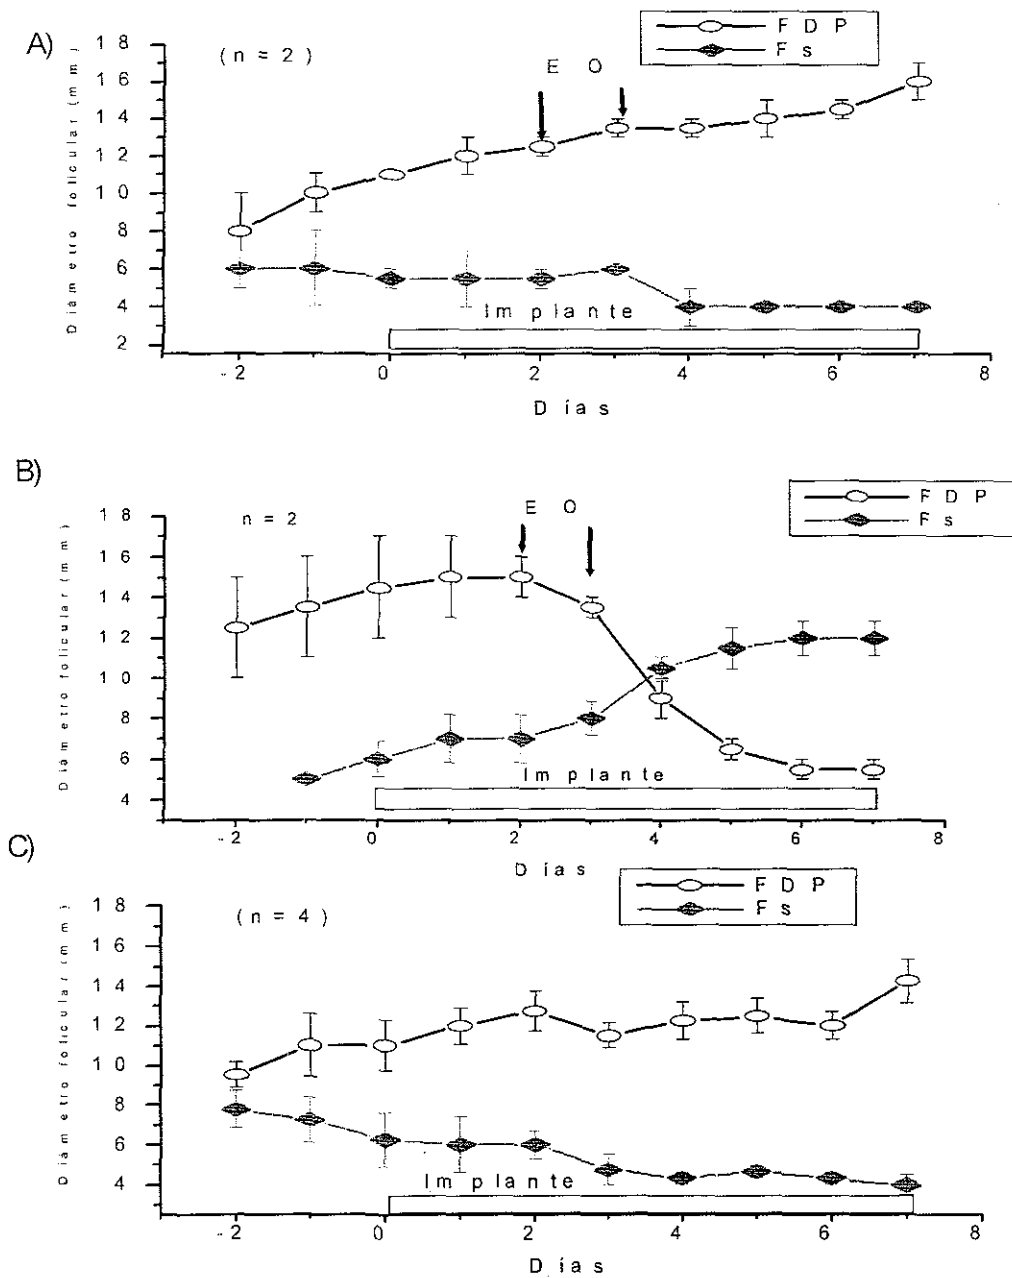 A)
(n = 2)
FDP
Fs
E O
Diámetro folicular (mm)
18
16
14
12
10
8
6
4
2
Implante
-2
0
2
4
6
8
Días
B)
n = 2
FDP
Fs
E O
Diámetro folicular (mm)
18
16
14
12
10
8
6
4
Implante
-2
0
2
4
6
8
Días
C)
(n = 4)
FDP
Fs
Diámetro folicular (mm)
18
16
14
12
10
8
6
4
Implante
-2
0
2
4
6
8
Días